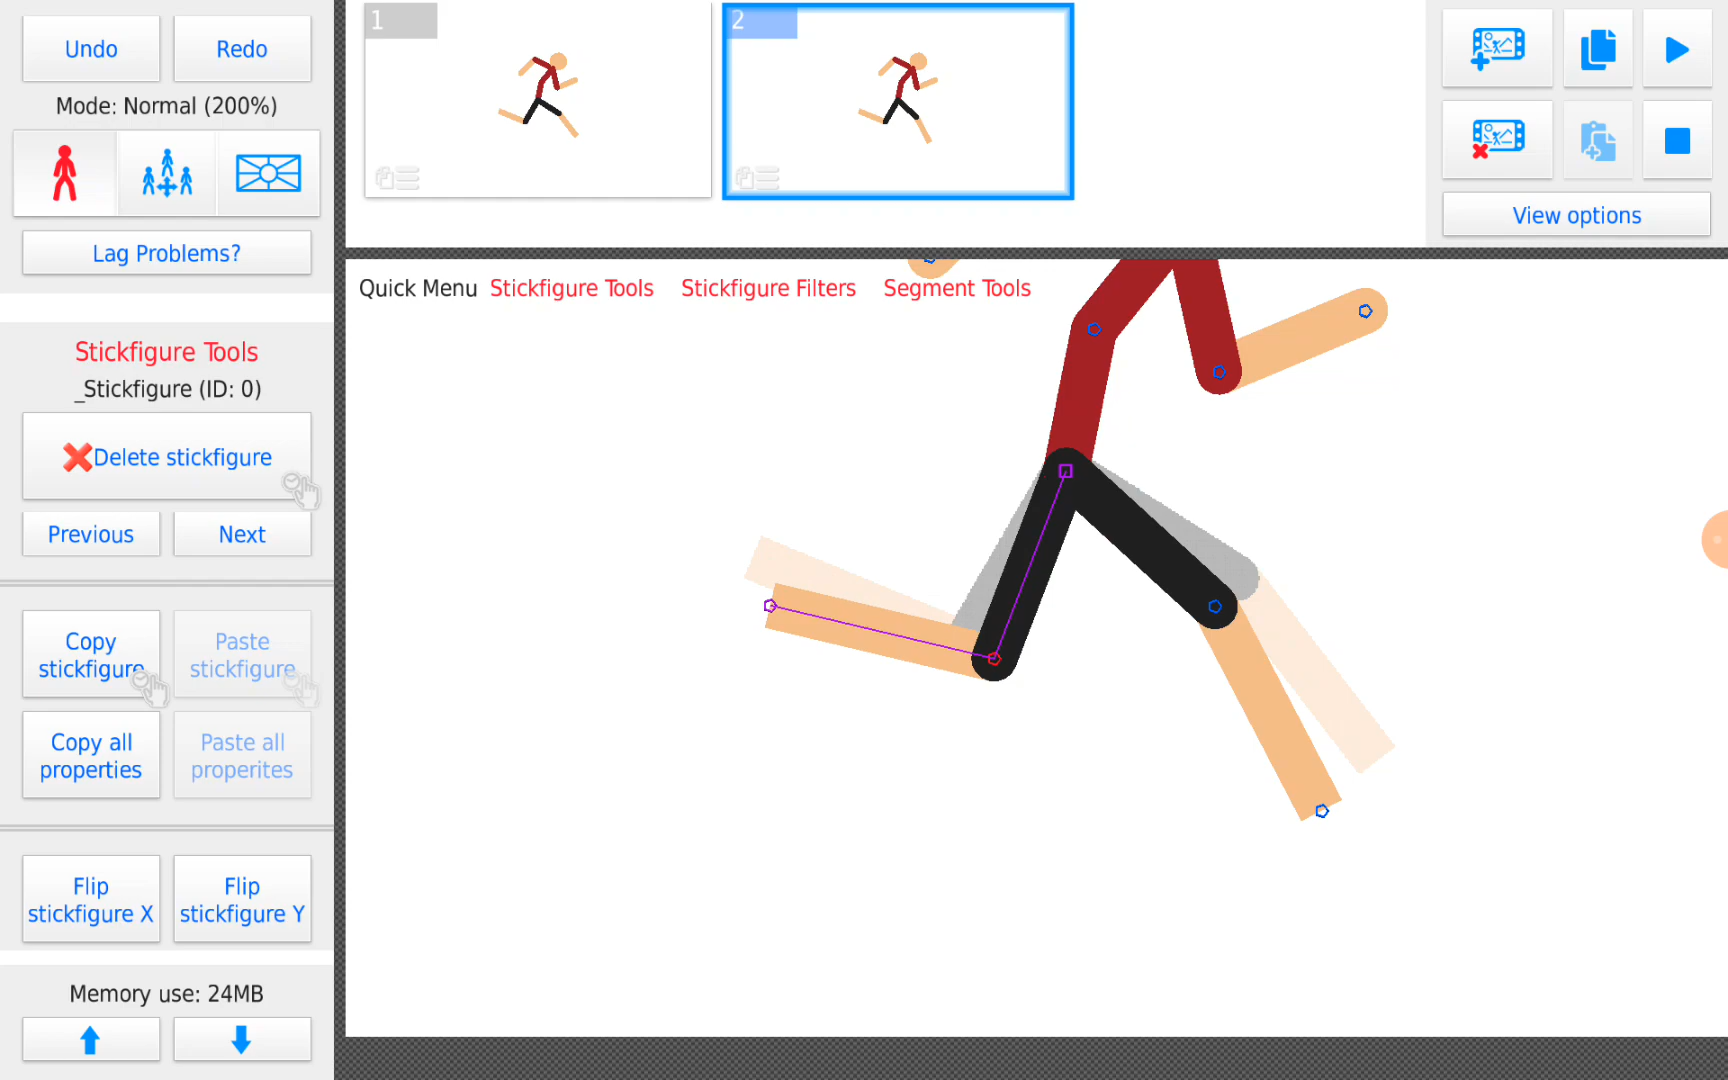 Undo
Redo
Mode: Normal (200%)
Lag Problems?
Stickfigure Tools
_Stickfigure (ID: 0)
Delete stickfigure
Previous
Next
Copy
stickfigure
Paste
stickfigure
Copy all
properties
Paste all
properites
Flip
stickfigure X
Flip
stickfigure Y
Memory use: 24MB
1
2
View options
Quick Menu
Stickfigure Tools
Stickfigure Filters
Segment Tools